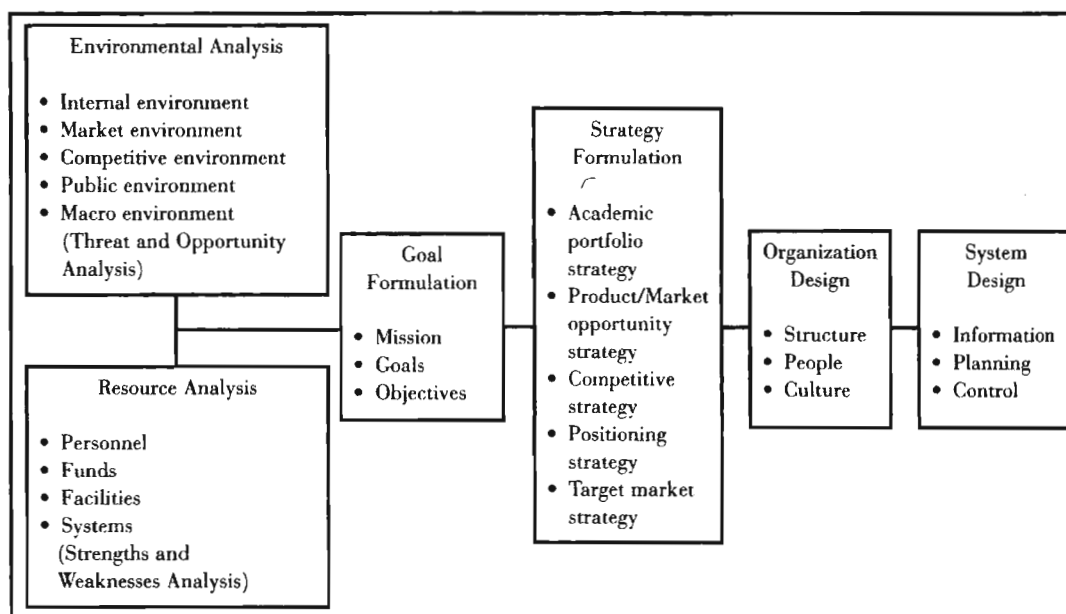 Environmental Analysis
• Internal environment
• Market environment
• Competitive environment
• Public environment
• Macro environment
(Threat and Opportunity
Analysis)
Resource Analysis
• Personnel
• Funds
• Facilities
• Systems
(Strengths and
Weaknesses Analysis)
Goal
Formulation
• Mission
• Goals
• Objectives
Strategy
Formulation
• Academic
portfolio
strategy
• Product/Market
opportunity
strategy
• Competitive
strategy
• Positioning
strategy
• Target market
strategy
Organization
Design
• Structure
• People
• Culture
System
Design
• Information
• Planning
• Control